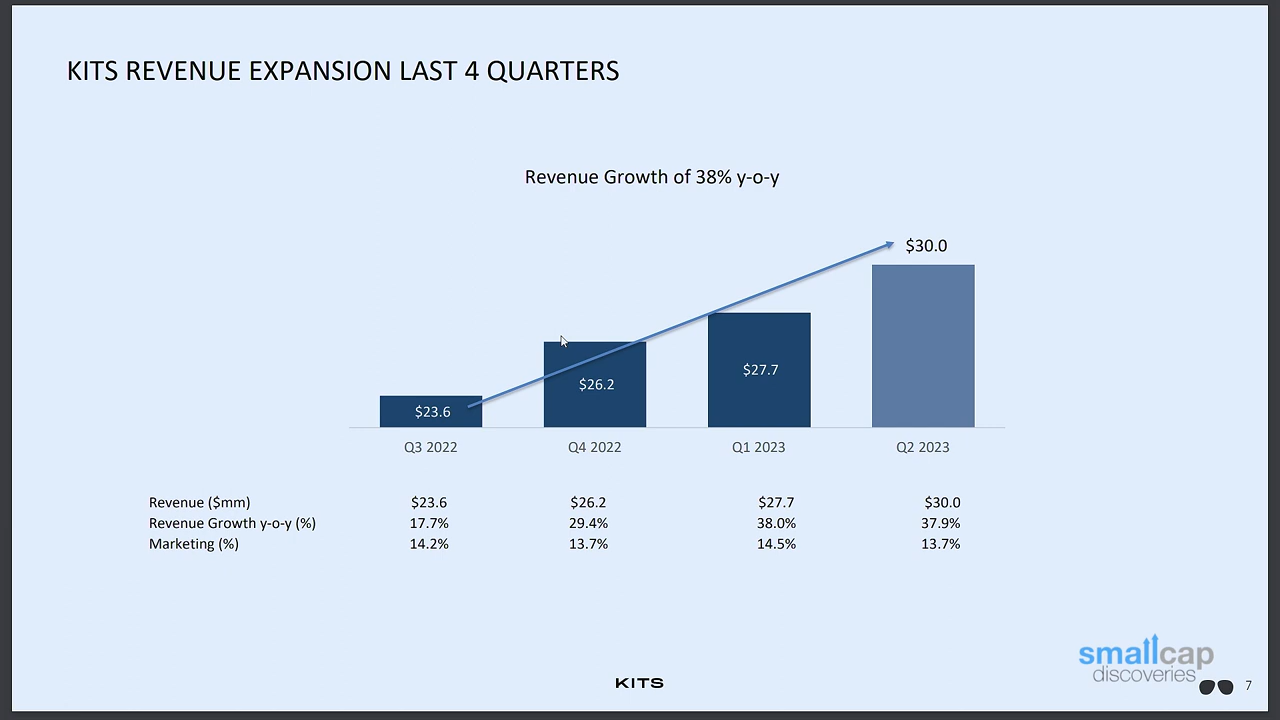 KITS REVENUE EXPANSION LAST 4 QUARTERS
Revenue Growth of 38% y-o-y
$30.0
$27.7
$26.2
$23.6
Q3 2022 Q4 2022 Q1 2023 Q2 2023
Revenue ($mm) $23.6 $26.2 $27.7 $30.0
Revenue Growth y-o-y (%) 17.7% 29.4% 38.0% 37.9%
Marketing (%) 14.2% 13.7% 14.5% 13.7%
smallcap
discoveries
KITS
7